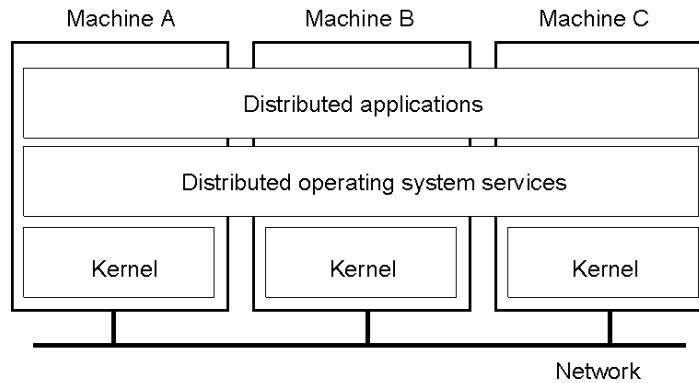 Machine A
Machine B
Machine C
Distributed applications
Distributed operating system services
Kernel
Kernel
Kernel
Network